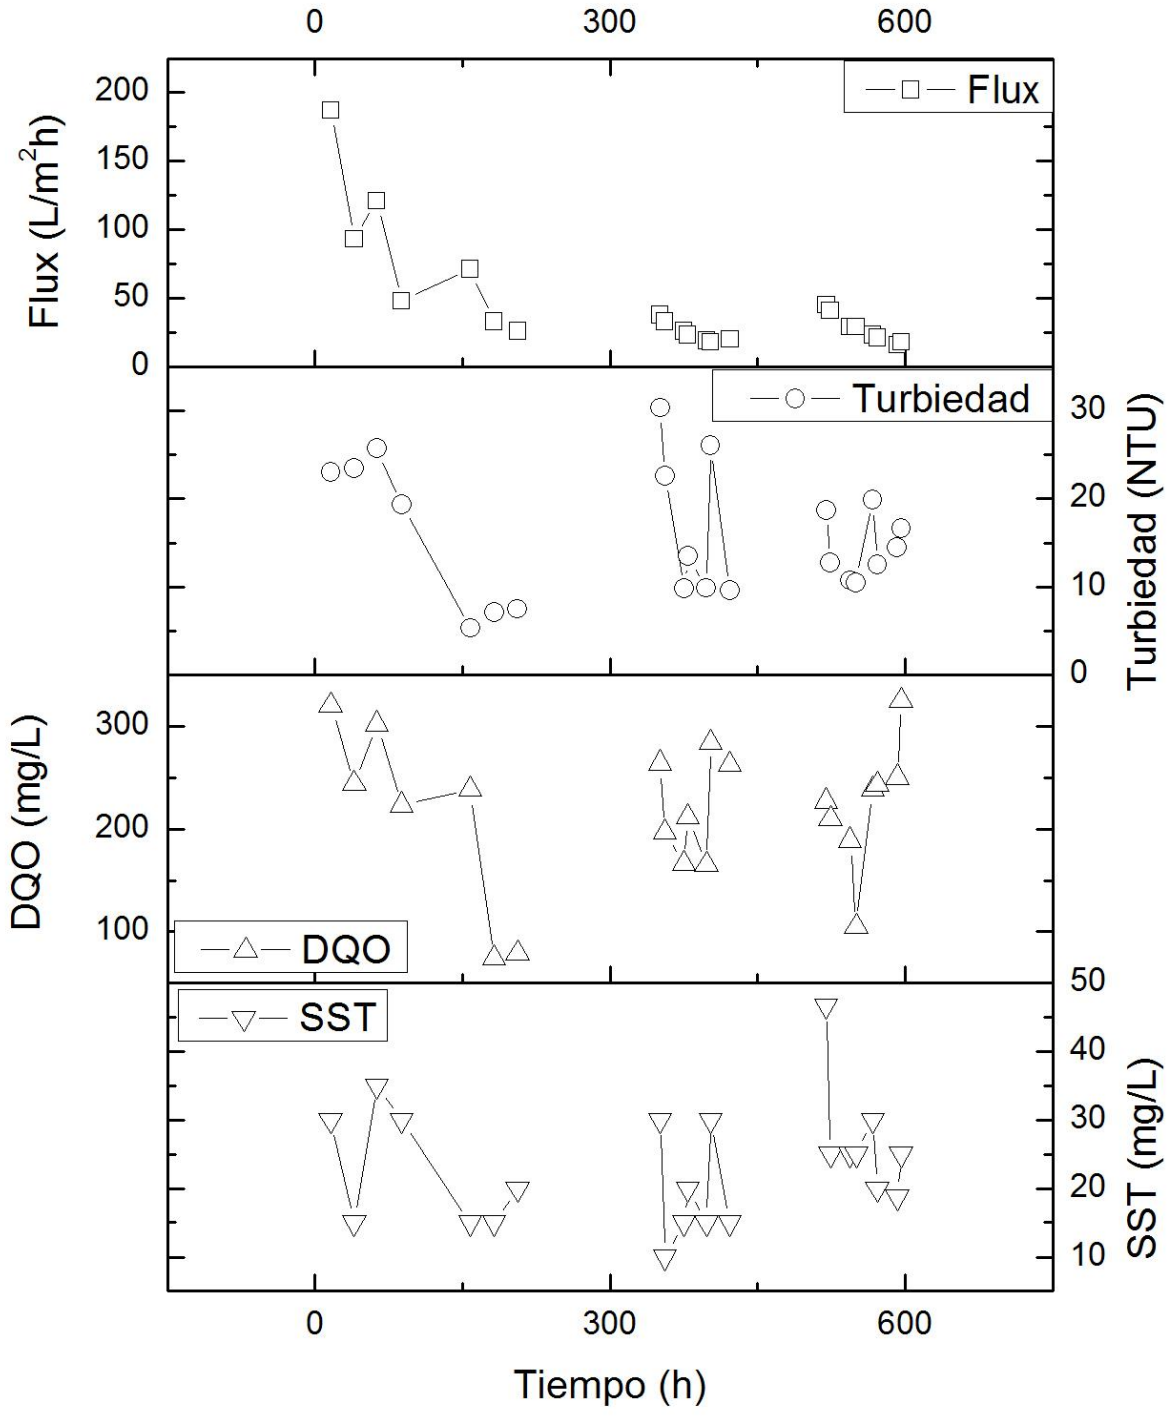 0 300 600
Flux (L/m²h)
200
150
100
50
0
Flux
Turbiedad
30
20
10
0
Turbiedad (NTU)
DQO (mg/L)
300
200
100
DQO
SST
50
40
30
20
10
SST (mg/L)
0 300 600
Tiempo (h)